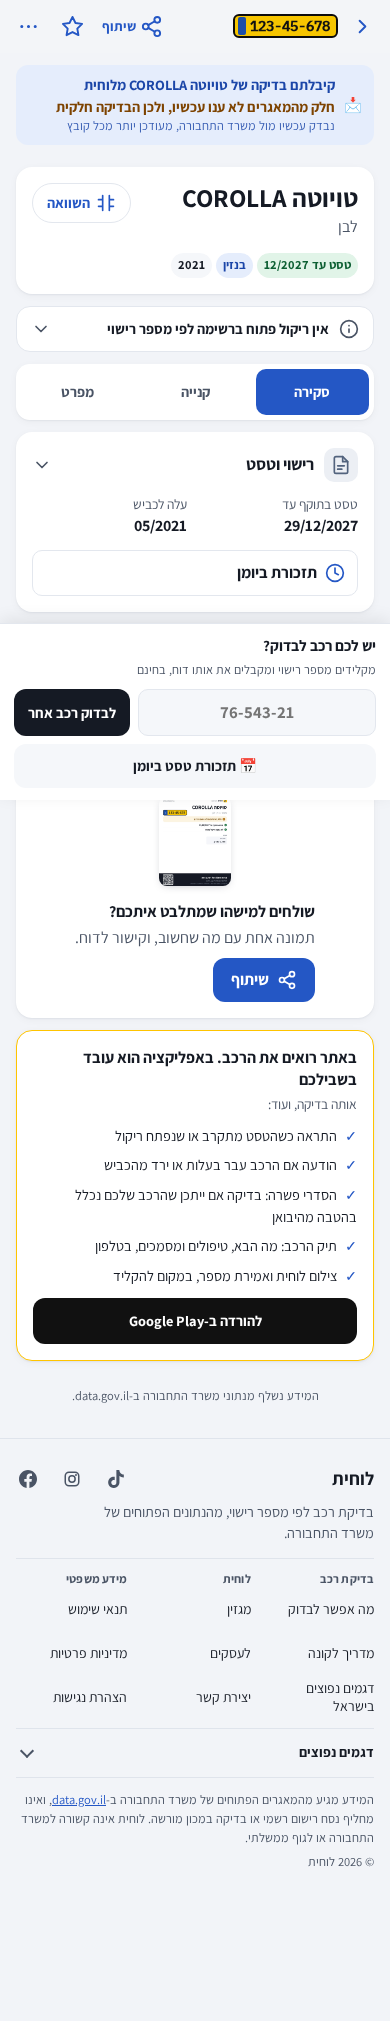 123-45-678
שיתוף
קיבלתם בדיקה של טויוטה COROLLA מלוחית
חלק מהמאגרים לא ענו עכשיו, ולכן הבדיקה חלקית
נבדק עכשיו מול משרד התחבורה, מעודכן יותר מכל קובץ
טויוטה COROLLA
השוואה
לבן
טסט עד 12/2027
בנזין
2021
אין ריקול פתוח ברשימה לפי מספר רישוי
סקירה
קנייה
מפרט
רישוי וטסט
טסט בתוקף עד
עלה לכביש
29/12/2027
05/2021
תזכורת ביומן
יש לכם רכב לבדוק?
מקלידים מספר רישוי ומקבלים את אותו דוח, בחינם
76-543-21
לבדוק רכב אחר
📅 תזכורת טסט ביומן
שולחים למישהו שמתלבט איתכם?
תמונה אחת עם מה שחשוב, וקישור לדוח.
שיתוף
באתר רואים את הרכב. באפליקציה הוא עובד
בשבילכם
אותה בדיקה, ועוד:
✓ התראה כשהטסט מתקרב או שנפתח ריקול
✓ הודעה אם הרכב עבר בעלות או ירד מהכביש
✓ הסדרי פשרה: בדיקה אם ייתכן שהרכב שלכם נכלל
בהטבה מהיבואן
✓ תיק הרכב: מה הבא, טיפולים ומסמכים, בטלפון
✓ צילום לוחית ואמירת מספר, במקום להקליד
להורדה ב-Google Play
המידע נשלף מנתוני משרד התחבורה ב-data.gov.il.
לוחית
בדיקת רכב לפי מספר רישוי, מהנתונים הפתוחים של
משרד התחבורה.
בדיקת רכב
לוחית
מידע משפטי
מה אפשר לבדוק
מגזין
תנאי שימוש
מדריך לקונה
לעסקים
מדיניות פרטיות
דגמים נפוצים
בישראל
יצירת קשר
הצהרת נגישות
דגמים נפוצים
המידע מגיע מהמאגרים הפתוחים של משרד התחבורה ב-data.gov.il, ואינו
מחליף נסח רישום רשמי או בדיקה במכון מורשה. לוחית אינה קשורה למשרד
התחבורה או לגוף ממשלתי.
© 2026 לוחית